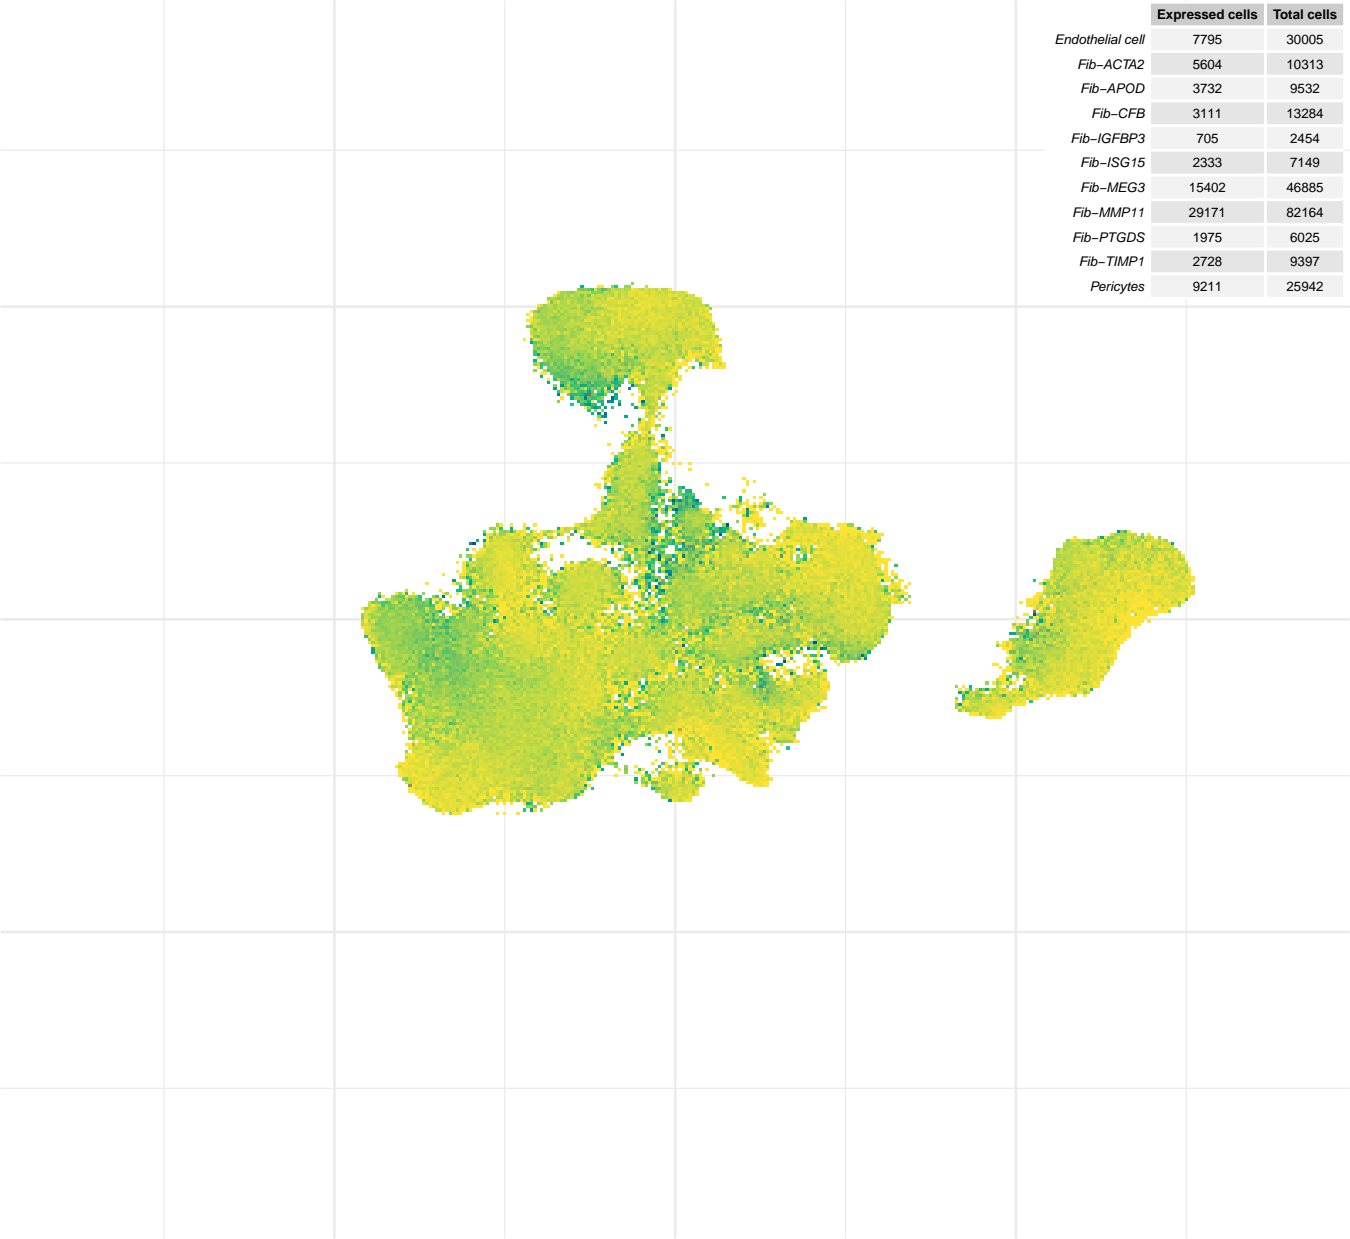 Expressed cells Total cells
Endothelial cell 7795 30005
Fib−ACTA2 5604 10313
Fib−APOD 3732 9532
Fib−CFB 3111 13284
Fib−IGFBP3 705 2454
Fib−ISG15 2333 7149
Fib−MEG3 15402 46885
Fib−MMP11 29171 82164
Fib−PTGDS 1975 6025
Fib−TIMP1 2728 9397
Pericytes 9211 25942